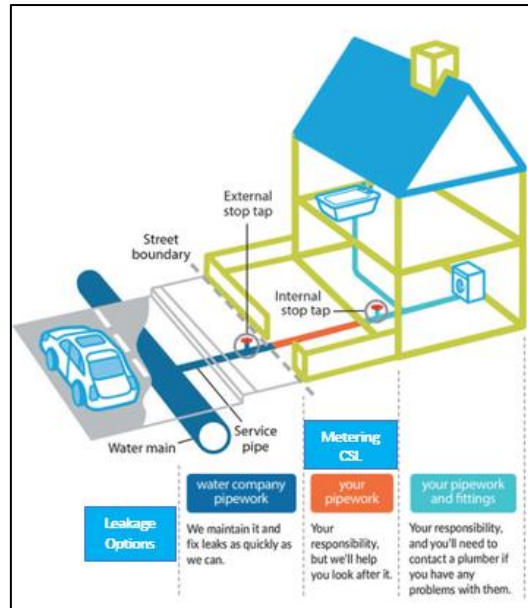 External
stop tap
Street
boundary
Internal
stop tap
Service
pipe
Water main
Metering
CSL
Leakage
Options
water company
pipework
We maintain it and
fix leaks as quickly as
we can.
your
pipework
Your
responsibility,
but we'll help
you look after it.
your pipework
and fittings
Your responsibility,
and you'll need to
contact a plumber if
you have any
problems with them.